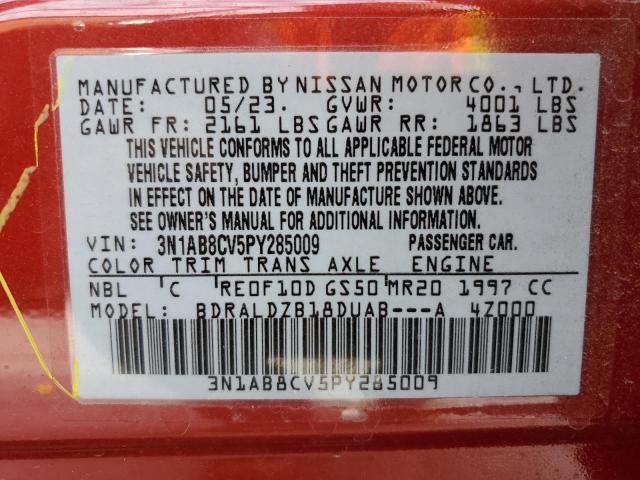 MANUFACTURED BY NISSAN MOTOR CO., LTD.
DATE: 05/23. GVWR: 4001 LBS
GAWR FR: 2161 LBS GAWR RR: 1863 LBS
THIS VEHICLE CONFORMS TO ALL APPLICABLE FEDERAL MOTOR
VEHICLE SAFETY, BUMPER AND THEFT PREVENTION STANDARDS
IN EFFECT ON THE DATE OF MANUFACTURE SHOWN ABOVE.
SEE OWNER'S MANUAL FOR ADDITIONAL INFORMATION.
VIN: 3N1AB8CV5PY285009 PASSENGER CAR.
COLOR TRIM TRANS AXLE ENGINE
NBL C RE0F10D GS50 MR20 1997 CC
MODEL: BDRALDZB18DUAB---A 4Z000
3N1AB8CV5PY285009